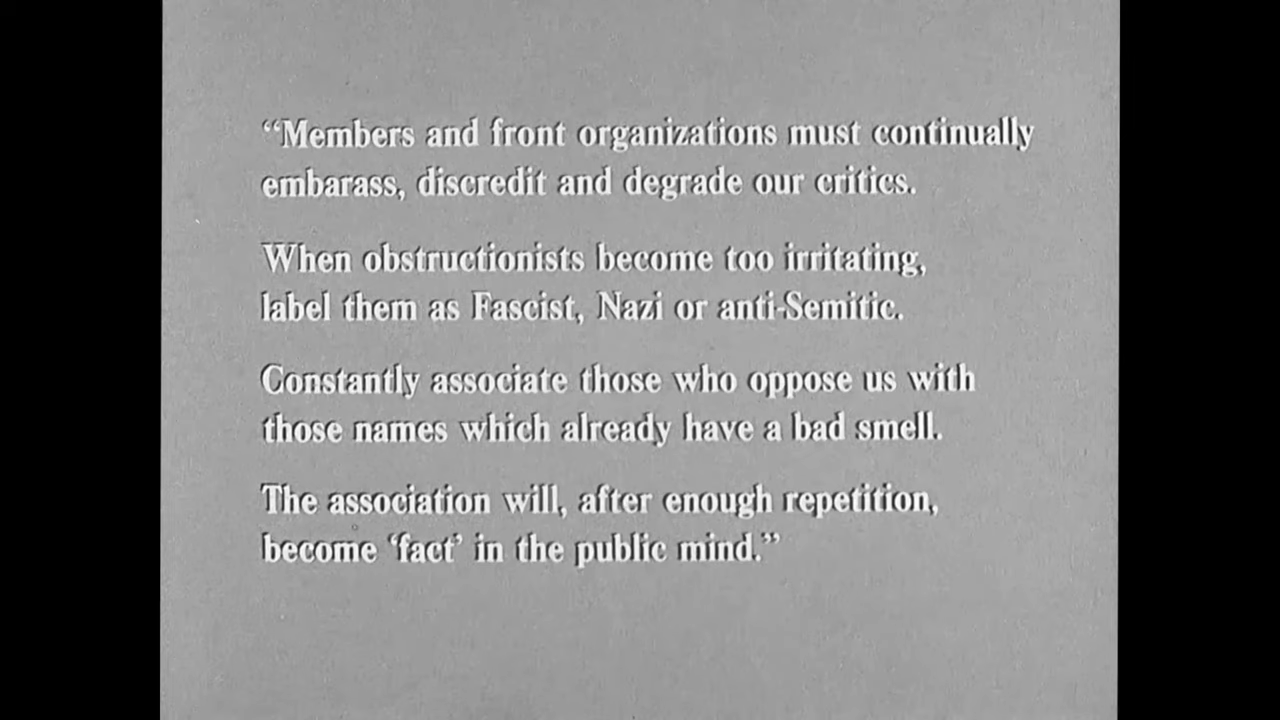 “Members and front organizations must continually
embarass, discredit and degrade our critics.
When obstructionists become too irritating,
label them as Fascist, Nazi or anti-Semitic.
Constantly associate those who oppose us with
those names which already have a bad smell.
The association will, after enough repetition,
become ‘fact’ in the public mind.”